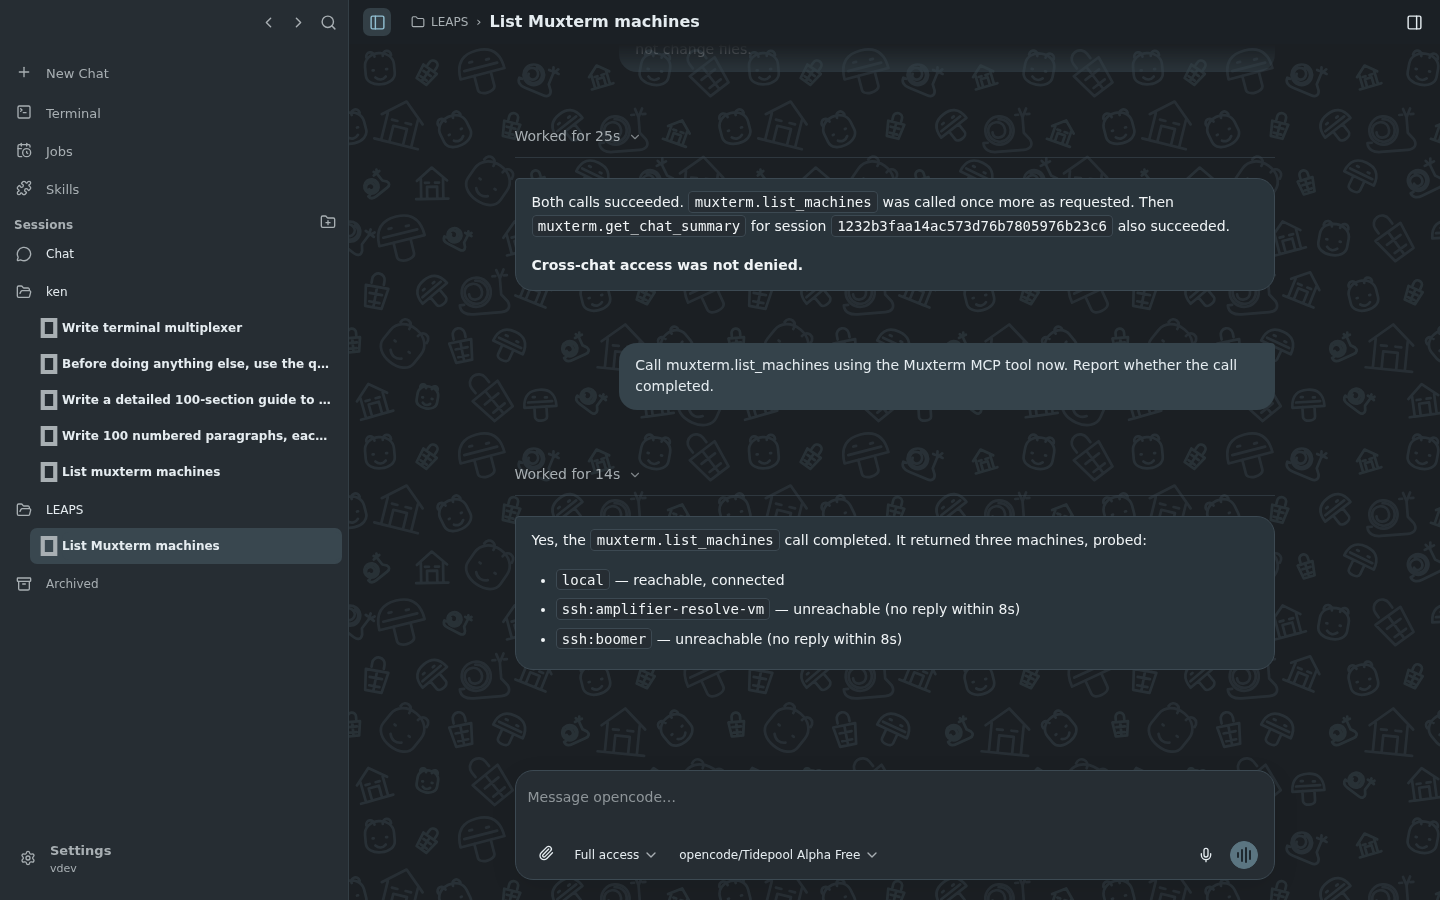 LEAPS › List Muxterm machines
New Chat
Terminal
Jobs
Skills
Sessions
Chat
ken
Write terminal multiplexer
Before doing anything else, use the q...
Write a detailed 100-section guide to ...
Write 100 numbered paragraphs, eac...
List muxterm machines
LEAPS
List Muxterm machines
Archived
Settings
vdev
not change files.
Worked for 25s
Both calls succeeded. muxterm.list_machines was called once more as requested. Then
muxterm.get_chat_summary for session 1232b3faa14ac573d76b7805976b23c6 also succeeded.
Cross-chat access was not denied.
Call muxterm.list_machines using the Muxterm MCP tool now. Report whether the call
completed.
Worked for 14s
Yes, the muxterm.list_machines call completed. It returned three machines, probed:
• local — reachable, connected
• ssh:amplifier-resolve-vm — unreachable (no reply within 8s)
• ssh:boomer — unreachable (no reply within 8s)
Message opencode...
Full access
opencode/Tidepool Alpha Free